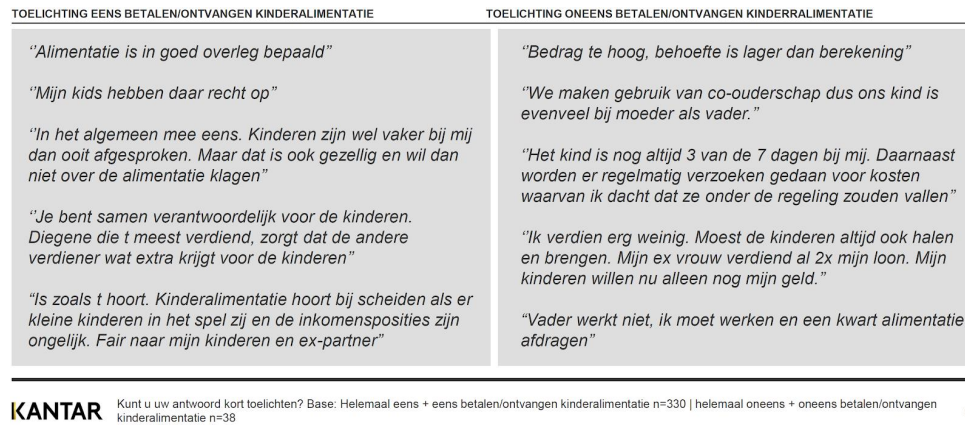 TOELICHTING EENS BETALEN/ONTVANGEN KINDERALIMENTATIE
‘’Alimentatie is in goed overleg bepaald”
‘’Mijn kids hebben daar recht op”
‘’In het algemeen mee eens. Kinderen zijn wel vaker bij mij
dan ooit afgesproken. Maar dat is ook gezellig en wil dan
niet over de alimentatie klagen”
‘’Je bent samen verantwoordelijk voor de kinderen.
Diegene die t meest verdiend, zorgt dat de andere
verdiener wat extra krijgt voor de kinderen”
“Is zoals t hoort. Kinderalimentatie hoort bij scheiden als er
kleine kinderen in het spel zij en de inkomensposities zijn
ongelijk. Fair naar mijn kinderen en ex-partner”
TOELICHTING ONEENS BETALEN/ONTVANGEN KINDERRALIMENTATIE
‘’Bedrag te hoog, behoefte is lager dan berekening”
‘’We maken gebruik van co-ouderschap dus ons kind is
evenveel bij moeder als vader.”
‘’Het kind is nog altijd 3 van de 7 dagen bij mij. Daarnaast
worden er regelmatig verzoeken gedaan voor kosten
waarvan ik dacht dat ze onder de regeling zouden vallen”
‘’Ik verdien erg weinig. Moest de kinderen altijd ook halen
en brengen. Mijn ex vrouw verdiend al 2x mijn loon. Mijn
kinderen willen nu alleen nog mijn geld.”
“Vader werkt niet, ik moet werken en een kwart alimentatie
afdragen”
KANTAR
Kunt u uw antwoord kort toelichten? Base: Helemaal eens + eens betalen/ontvangen kinderalimentatie n=330 | helemaal oneens + oneens betalen/ontvangen
kinderalimentatie n=38